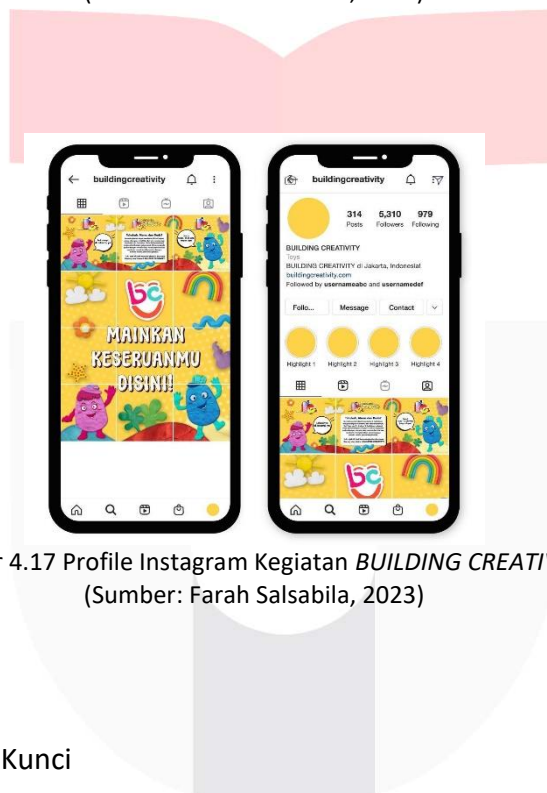 buildingcreativity
MAINKAN
KESERUANMU
DISINI!
buildingcreativity
314 5,310 979
Posts Followers Following
BUILDING CREATIVITY
Toys
BUILDING CREATIVITY di Jakarta, Indonesia!
buildingcreativity.com
Followed by usernameabc and usernamedef
Follo... Message Contact
Highlight 1 Highlight 2 Highlight 3 Highlight 4
bc
4.17 Profile Instagram Kegiatan BUILDING CREATI
(Sumber: Farah Salsabila, 2023)
Kunci